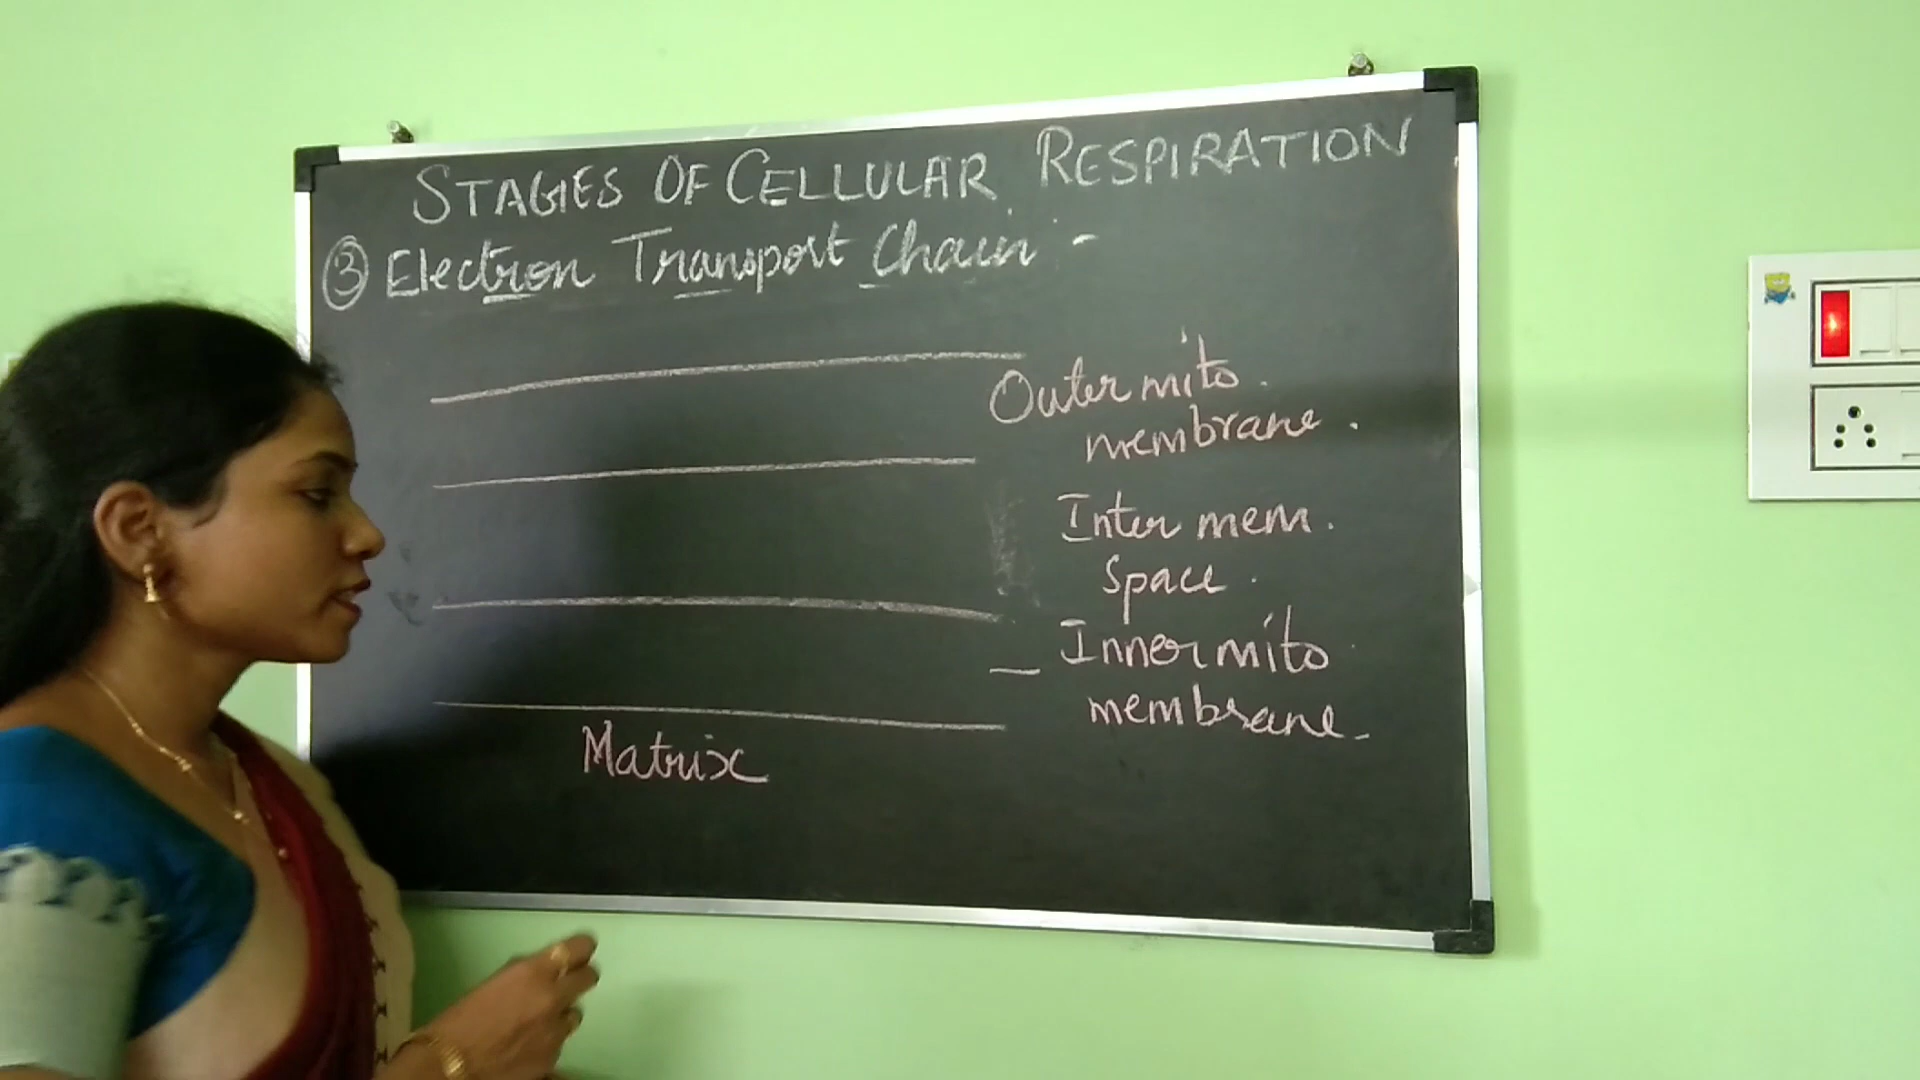 STAGES OF CELLULAR RESPIRATION
③ Electron Transport Chain -
Outer mito.
membrane.
Inter mem.
Space.
Inner mito
membrane.
Matrix